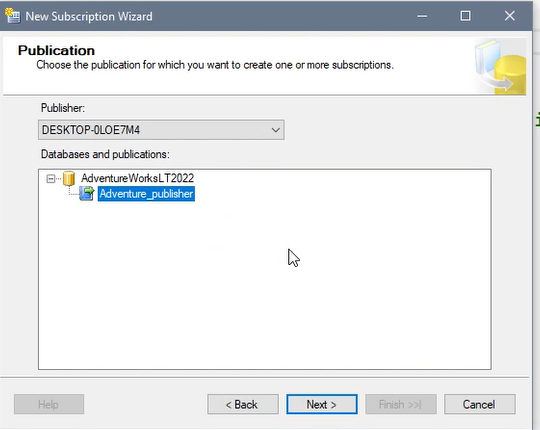 New Subscription Wizard
Publication
Choose the publication for which you want to create one or more subscriptions.
Publisher:
DESKTOP-0LOE7M4
Databases and publications:
AdventureWorksLT2022
Adventure_publisher
Help
< Back
Next >
Finish >>|
Cancel